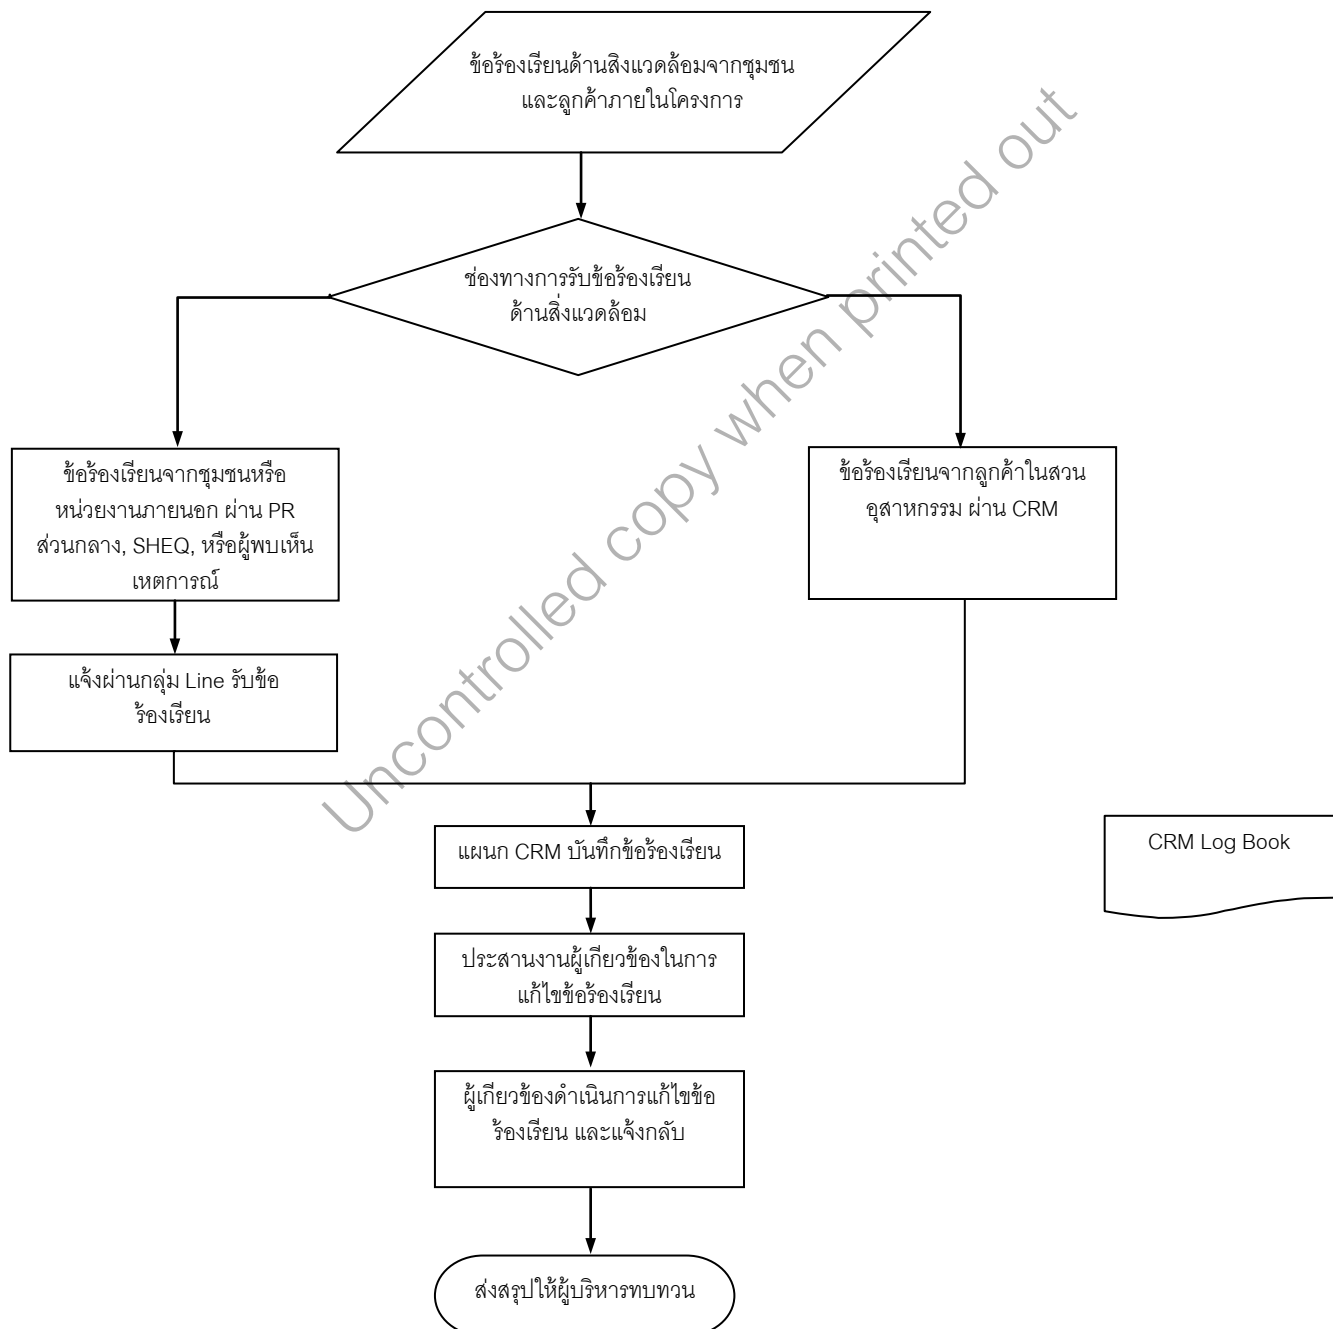 ข้อร้องเรียนด้านสิ่งแวดล้อมจากชุมชน
และลูกค้าภายในโครงการ
ช่องทางการรับข้อร้องเรียน
ด้านสิ่งแวดล้อม
ข้อร้องเรียนจากชุมชนหรือ
หน่วยงานภายนอก ผ่าน PR
ส่วนกลาง, SHEQ, หรือผู้พบเห็น
เหตุการณ์
ข้อร้องเรียนจากลูกค้าในสวน
อุสาหกรรม ผ่าน CRM
แจ้งผ่านกลุ่ม Line รับข้อ
ร้องเรียน
แผนก CRM บันทึกข้อร้องเรียน
CRM Log Book
ประสานงานผู้เกี่ยวข้องในการ
แก้ไขข้อร้องเรียน
ผู้เกี่ยวข้องดำเนินการแก้ไขข้อ
ร้องเรียน และแจ้งกลับ
ส่งสรุปให้ผู้บริหารทบทวน
Uncontrolled copy when printed out